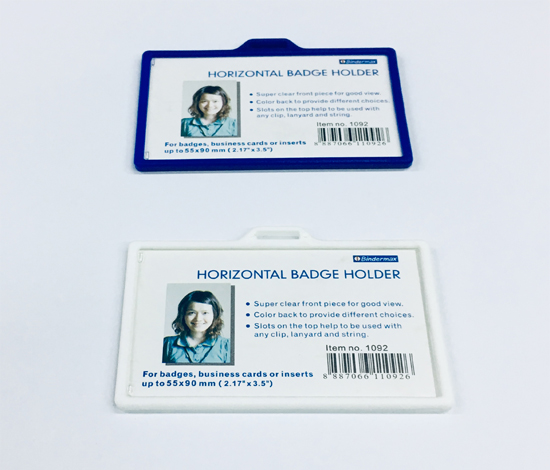 Bindermax
HORIZONTAL BADGE HOLDER
Super clear front piece for good view.
Color back to provide different choices.
Slots on the top help to be used with
any clip, lanyard and string.
Item no. 1092
8 887066 110926
For badges, business cards or inserts
up to 55x90 mm ( 2.17" x 3.5")
Bindermax
HORIZONTAL BADGE HOLDER
Super clear front piece for good view.
Color back to provide different choices.
Slots on the top help to be used with
any clip, lanyard and string.
Item no. 1092
8 887066 110926
For badges, business cards or inserts
up to 55x90 mm ( 2.17" x 3.5")